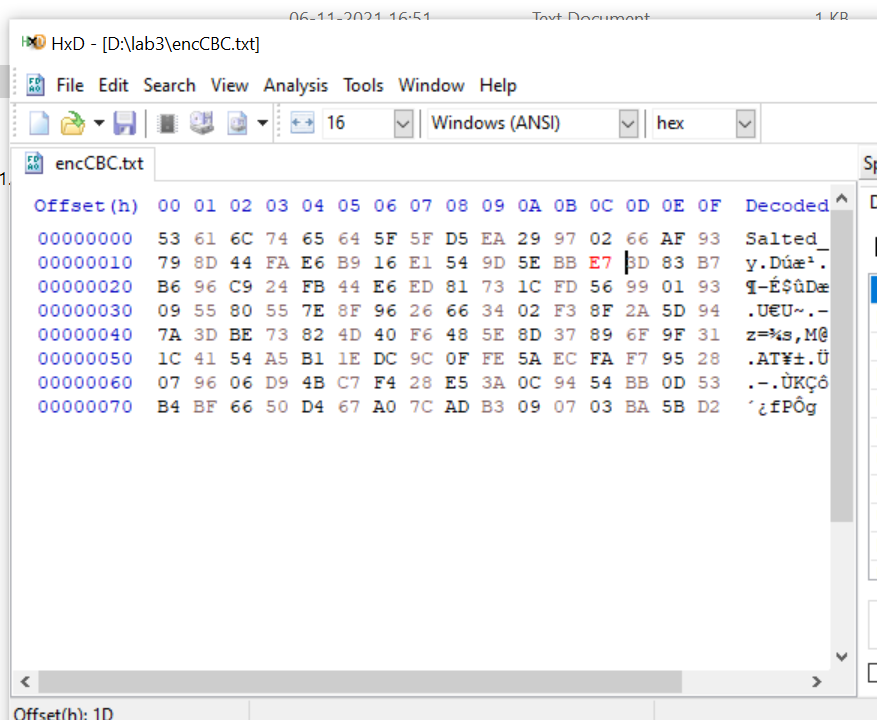 06-11-2021 16:51 Text Document 1 KB
HxD - [D:\lab3\encCBC.txt]
File Edit Search View Analysis Tools Window Help
16 Windows (ANSI) hex
encCBC.txt
Sp
Offset(h) 00 01 02 03 04 05 06 07 08 09 0A 0B 0C 0D 0E 0F Decoded
00000000 53 61 6C 74 65 64 5F 5F D5 EA 29 97 02 66 AF 93 Salted_
00000010 79 8D 44 FA E6 B9 16 E1 54 9D 5E BB E7 3D 83 B7 y.Dúæ¹.
00000020 B6 96 C9 24 FB 44 E6 ED 81 73 1C FD 56 99 01 93 ¶–É$ûDæ
00000030 09 55 80 55 7E 8F 96 26 66 34 02 F3 8F 2A 5D 94 .U€U~.–
00000040 7A 3D BE 73 82 4D 40 F6 48 5E 8D 37 89 6F 9F 31 z=¾s‚M@
00000050 1C 41 54 A5 B1 1E DC 9C 0F FE 5A EC FA F7 95 28 .AT¥±.Ü
00000060 07 96 06 D9 4B C7 F4 28 E5 3A 0C 94 54 BB 0D 53 .–.ÙKÇô
00000070 B4 BF 66 50 D4 67 A0 7C AD B3 09 07 03 BA 5B D2 ´¿fPÔg
Offset(h): 1D